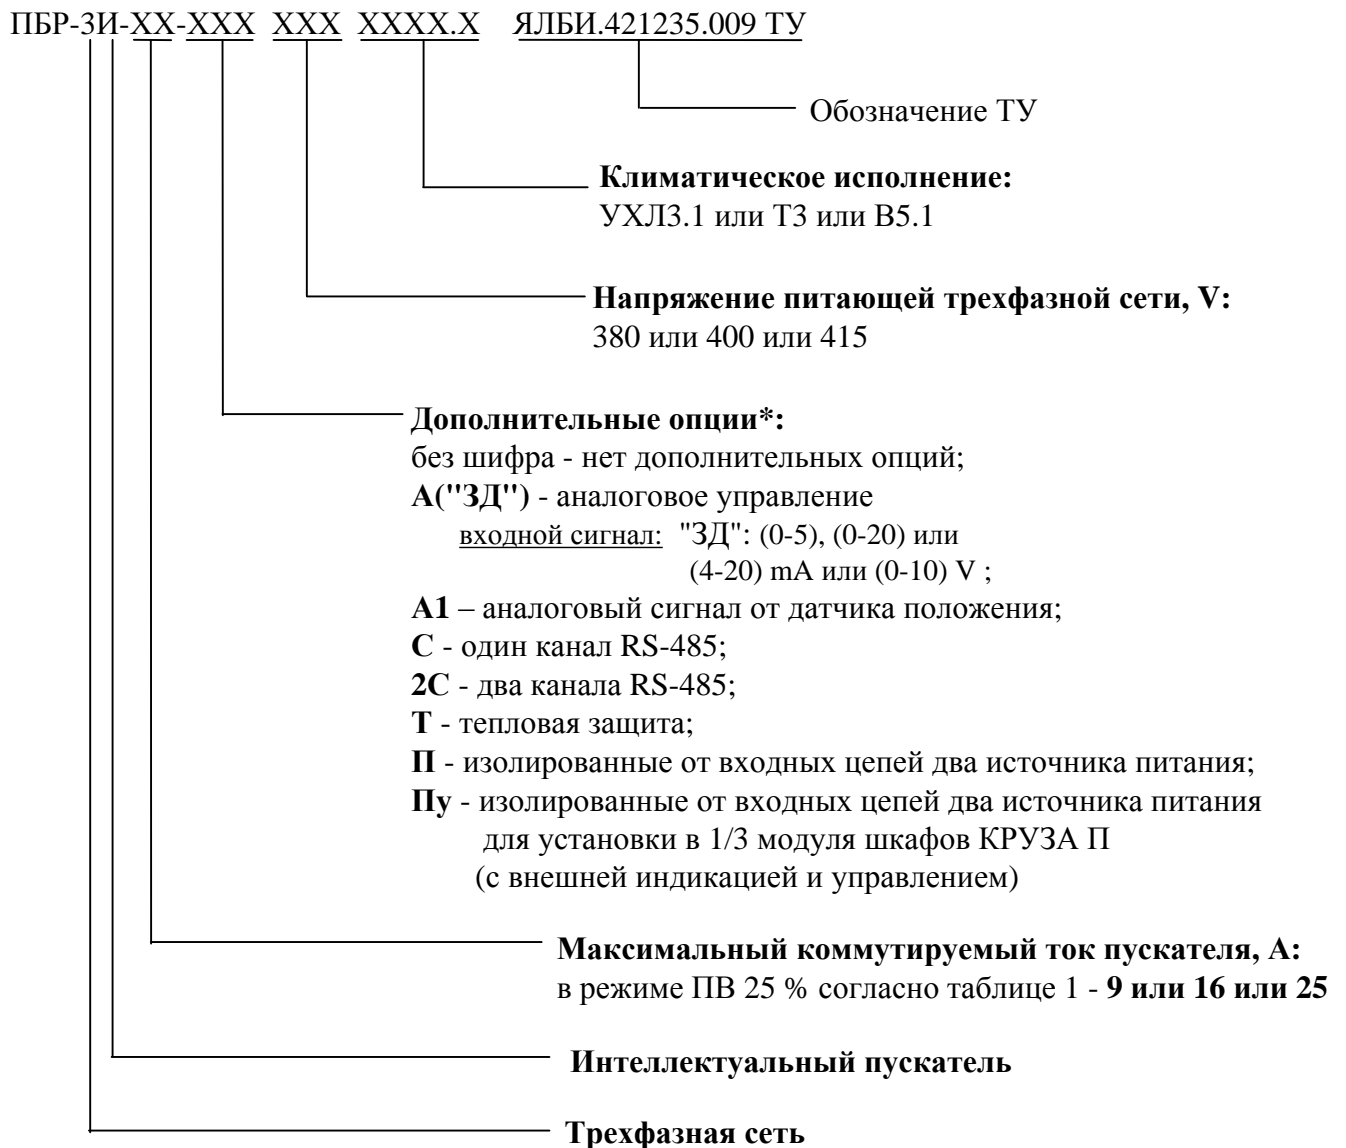 ПБР-3И-ХХ-ХХХ ХХХ ХХХХ.Х ЯЛБИ.421235.009 ТУ
Обозначение ТУ
Климатическое исполнение:
УХЛ3.1 или Т3 или В5.1
Напряжение питающей трехфазной сети, V:
380 или 400 или 415
Дополнительные опции*:
без шифра - нет дополнительных опций;
А("ЗД") - аналоговое управление
входной сигнал: "ЗД": (0-5), (0-20) или
(4-20) mA или (0-10) V ;
А1 – аналоговый сигнал от датчика положения;
С - один канал RS-485;
2С - два канала RS-485;
Т - тепловая защита;
П - изолированные от входных цепей два источника питания;
Пу - изолированные от входных цепей два источника питания
для установки в 1/3 модуля шкафов КРУЗА П
(с внешней индикацией и управлением)
Максимальный коммутируемый ток пускателя, А:
в режиме ПВ 25 % согласно таблице 1 - 9 или 16 или 25
Интеллектуальный пускатель
Трехфазная сеть